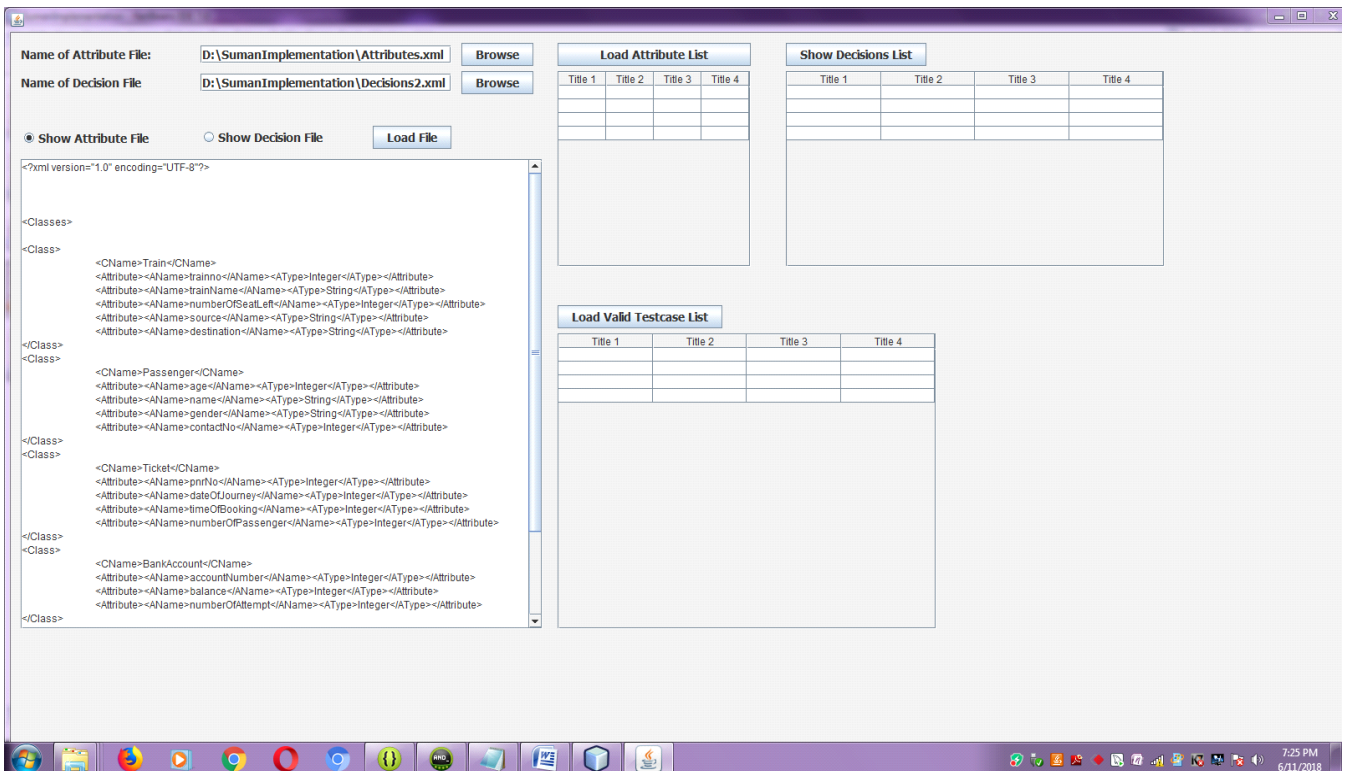 Name of Attribute File: D:\SumanImplementation\Attributes.xml Browse
Name of Decision File D:\SumanImplementation\Decisions2.xml Browse
Show Attribute File Show Decision File Load File
<?xml version="1.0" encoding="UTF-8"?>
<Classes>
<Class>
<CName>Train</CName>
<Attribute><AName>trainno</AName><AType>Integer</AType></Attribute>
<Attribute><AName>trainName</AName><AType>String</AType></Attribute>
<Attribute><AName>numberOfSeatLeft</AName><AType>Integer</AType></Attribute>
<Attribute><AName>source</AName><AType>String</AType></Attribute>
<Attribute><AName>destination</AName><AType>String</AType></Attribute>
</Class>
<Class>
<CName>Passenger</CName>
<Attribute><AName>age</AName><AType>Integer</AType></Attribute>
<Attribute><AName>name</AName><AType>String</AType></Attribute>
<Attribute><AName>gender</AName><AType>String</AType></Attribute>
<Attribute><AName>contactNo</AName><AType>Integer</AType></Attribute>
</Class>
<Class>
<CName>Ticket</CName>
<Attribute><AName>pnrNo</AName><AType>Integer</AType></Attribute>
<Attribute><AName>dateOfJourney</AName><AType>Integer</AType></Attribute>
<Attribute><AName>timeOfBooking</AName><AType>Integer</AType></Attribute>
<Attribute><AName>numberOfPassenger</AName><AType>Integer</AType></Attribute>
</Class>
<Class>
<CName>BankAccount</CName>
<Attribute><AName>accountNumber</AName><AType>Integer</AType></Attribute>
<Attribute><AName>balance</AName><AType>Integer</AType></Attribute>
<Attribute><AName>numberOfAttempt</AName><AType>Integer</AType></Attribute>
</Class>
Load Attribute List
Title 1 Title 2 Title 3 Title 4
Show Decisions List
Title 1 Title 2 Title 3 Title 4
Load Valid Testcase List
Title 1 Title 2 Title 3 Title 4
7:25 PM
6/11/2018